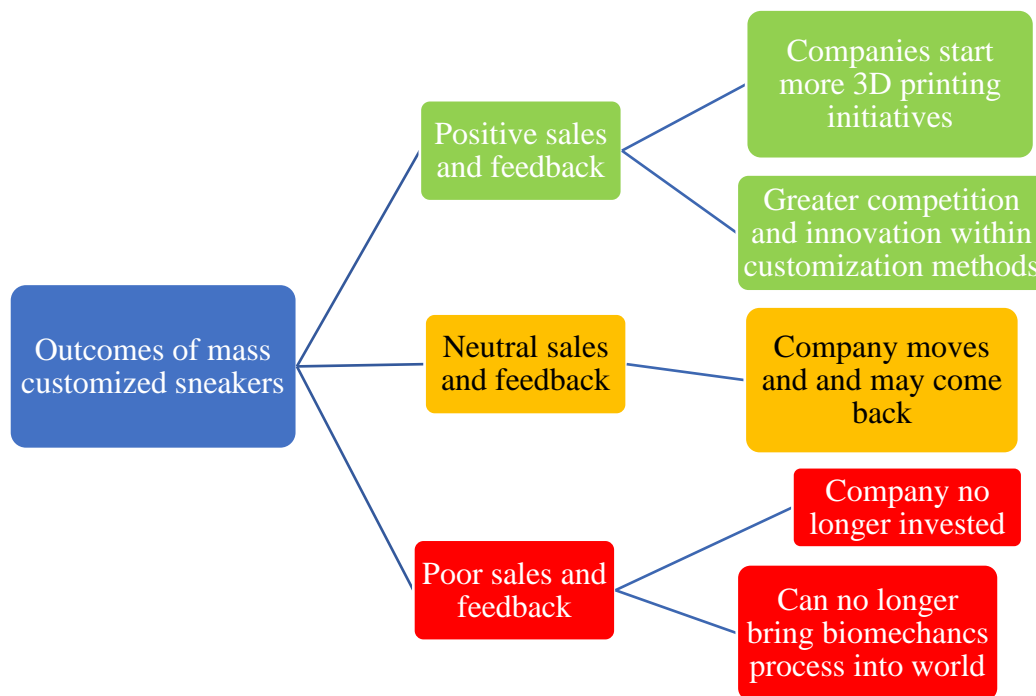 Outcomes of mass
customized sneakers
Positive sales
and feedback
Companies start
more 3D printing
initiatives
Greater competition
and innovation within
customization methods
Neutral sales
and feedback
Company moves
and and may come
back
Poor sales and
feedback
Company no
longer invested
Can no longer
bring biomechancs
process into world